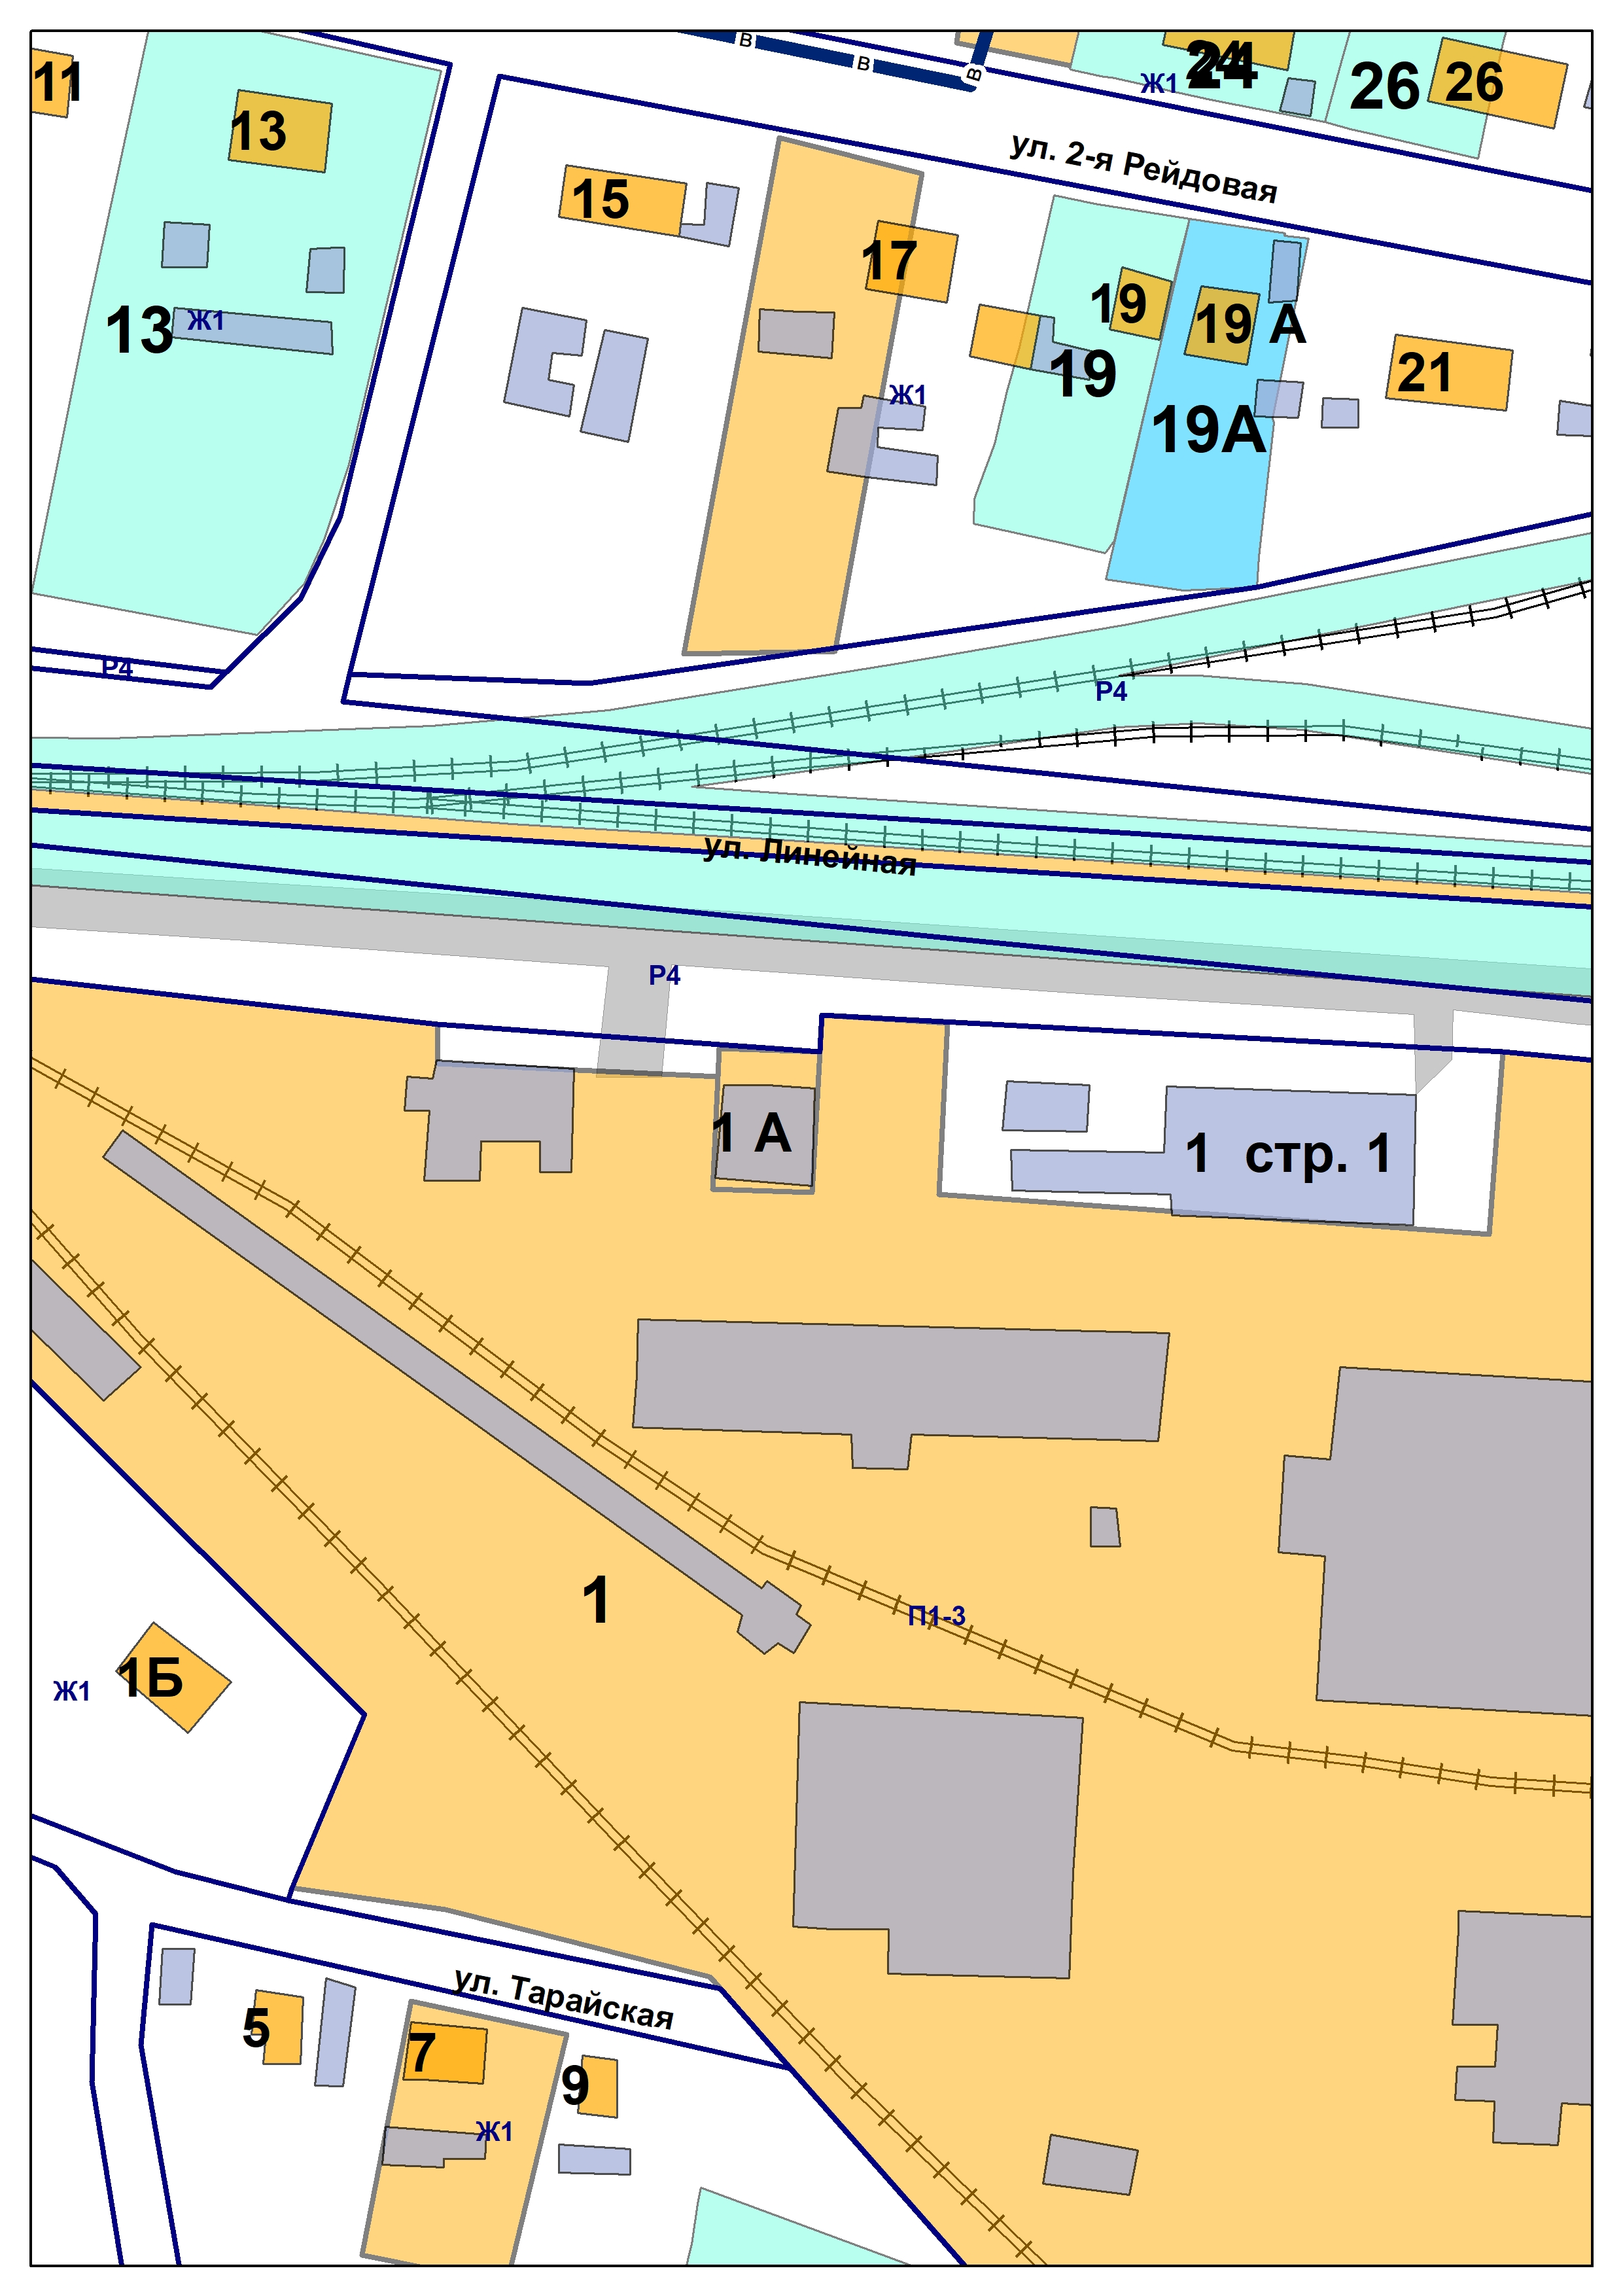 В
В
В
11
13
24
24
Ж1
26
26
ул. 2-я Рейдовая
15
17
13
Ж1
19
19 А
19
19А
21
Ж1
Р4
Р4
ул. Линейная
Р4
1 А
1 стр. 1
1
П1-3
1Б
Ж1
ул. Тарайская
5
7
9
Ж1